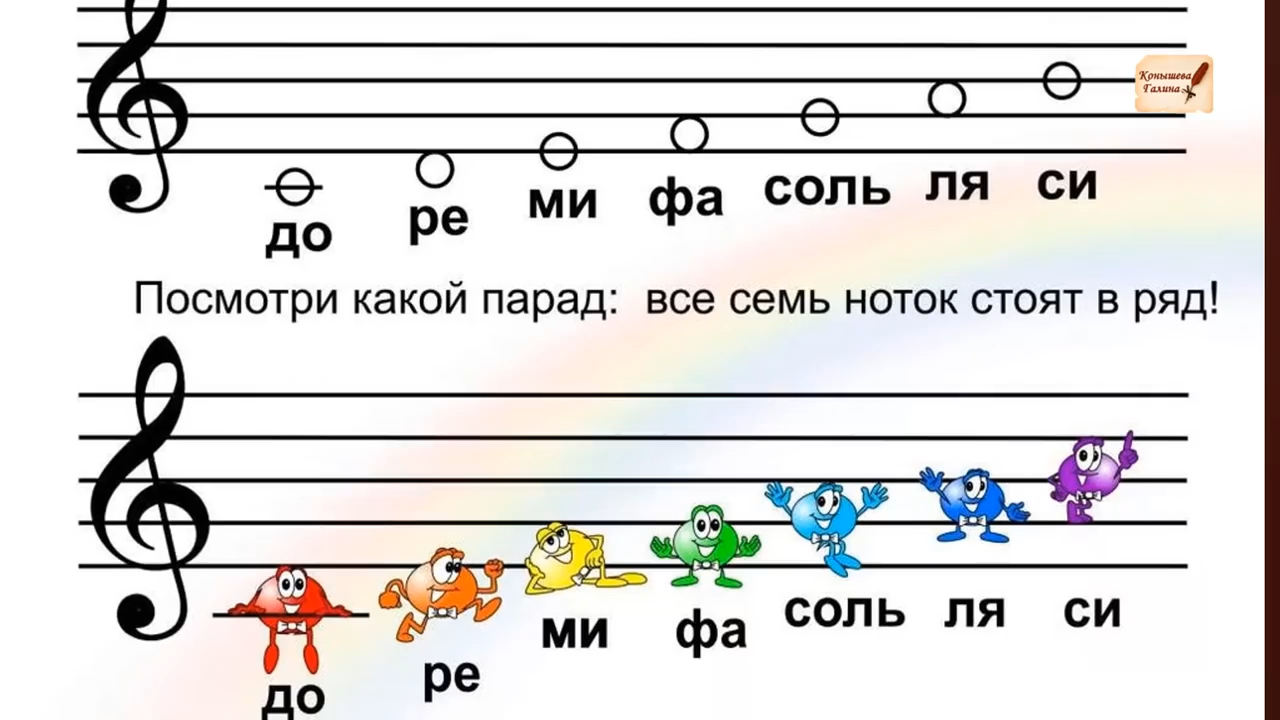 Конышева
Галина
до ре ми фа соль ля си
Посмотри какой парад: все семь ноток стоят в ряд!
до ре ми фа соль ля си